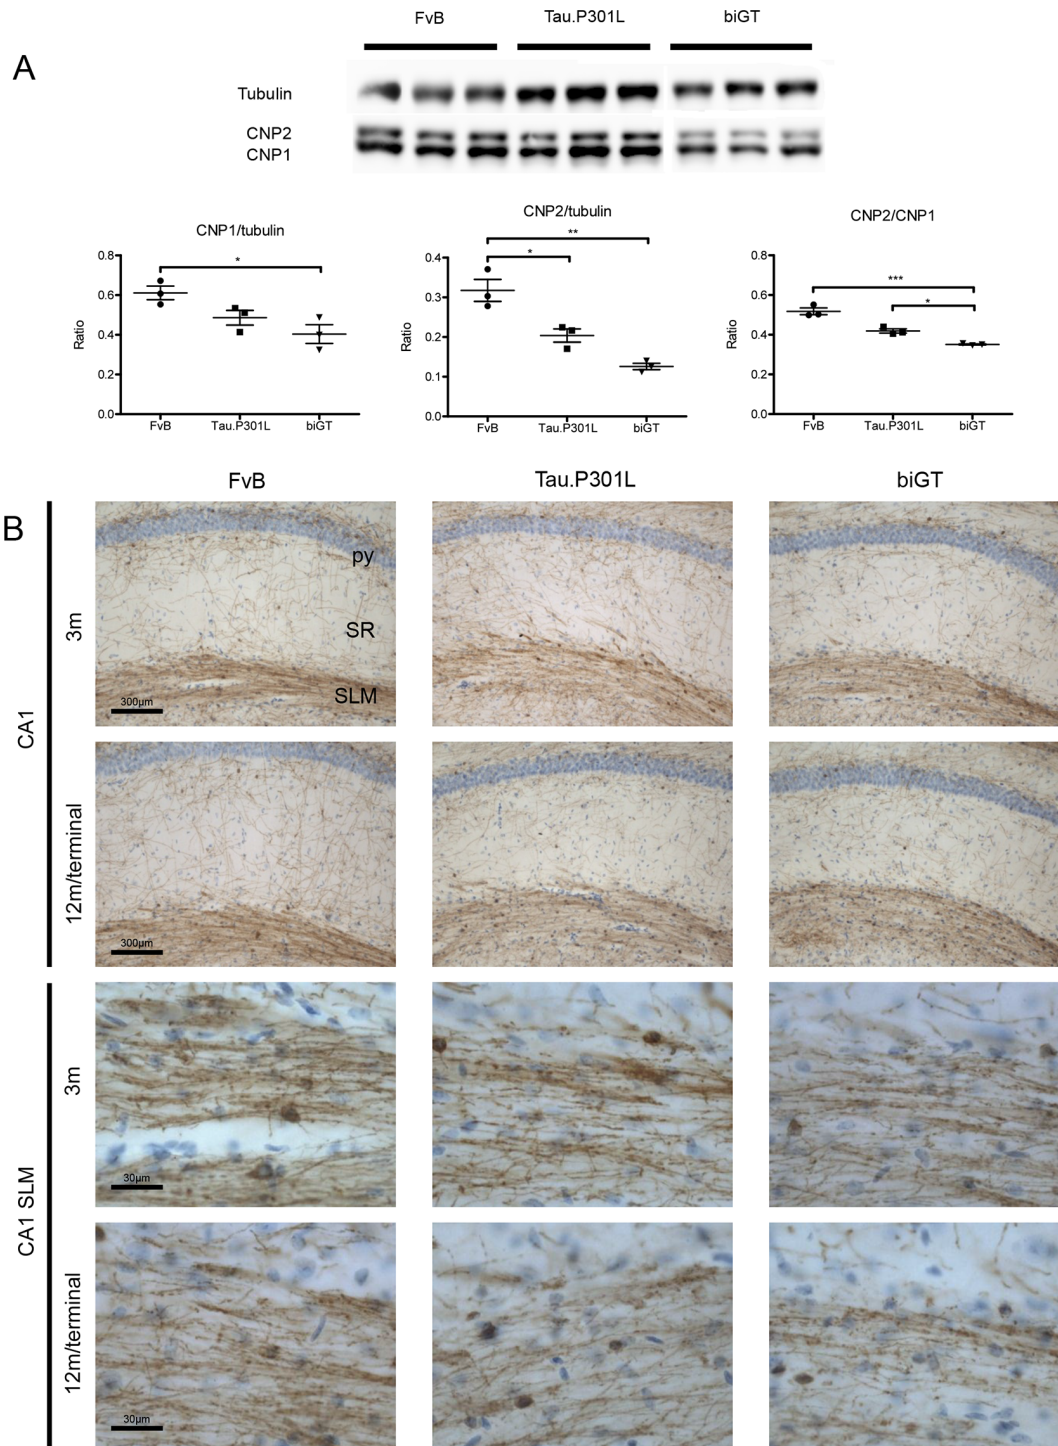 FvB Tau.P301L biGT
A
Tubulin
CNP2
CNP1
CNP1/tubulin
*
0.8
0.6
0.4
0.2
0.0
Ratio
FvB Tau.P301L biGT
CNP2/tubulin
**
*
0.4
0.3
0.2
0.1
0.0
Ratio
FvB Tau.P301L biGT
CNP2/CNP1
***
*
0.8
0.6
0.4
0.2
0.0
Ratio
FvB Tau.P301L biGT
B
FvB Tau.P301L biGT
CA1
3m
py
SR
SLM
300µm
12m/terminal
300µm
CA1 SLM
3m
30µm
12m/terminal
30µm